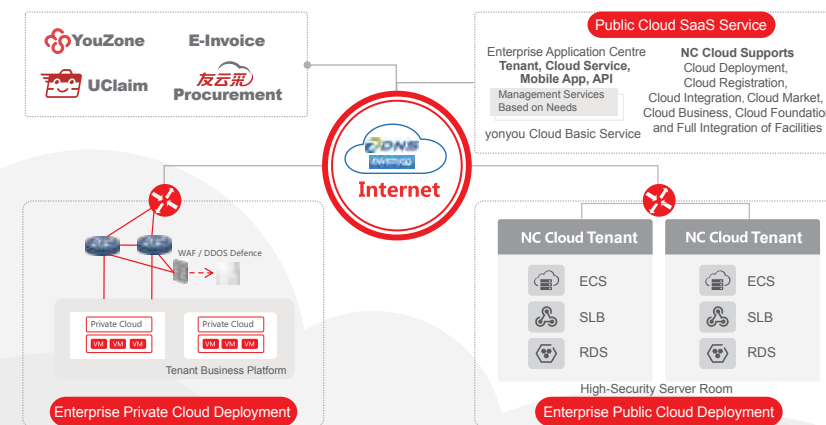 YouZone
E-Invoice
UClaim
友云采
Procurement
Public Cloud SaaS Service
Enterprise Application Centre
Tenant, Cloud Service,
Mobile App, API
Management Services
Based on Needs
yonyou Cloud Basic Service
NC Cloud Supports
Cloud Deployment,
Cloud Registration,
Cloud Integration, Cloud Market,
Cloud Business, Cloud Foundation
and Full Integration of Facilities
DNS
Internet
WAF / DDOS Defence
Private Cloud
VM VM VM
Private Cloud
VM VM VM
Tenant Business Platform
Enterprise Private Cloud Deployment
NC Cloud Tenant
ECS
SLB
RDS
NC Cloud Tenant
ECS
SLB
RDS
High-Security Server Room
Enterprise Public Cloud Deployment